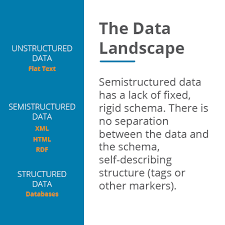 UNSTRUCTURED
DATA
Flat Text
SEMISTRUCTURED
DATA
XML
HTML
RDF
STRUCTURED
DATA
Databases
The Data
Landscape
Semistructured data
has a lack of fixed,
rigid schema. There is
no separation
between the data and
the schema,
self-describing
structure (tags or
other markers).